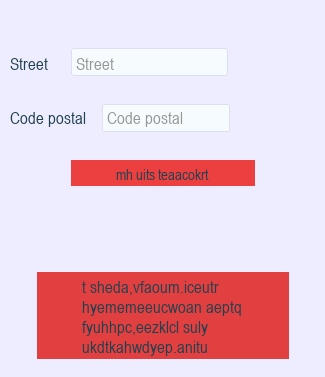 Street
Street
Code postal
Code postal
mh uits teaacokrt
t sheda,vfaoum.iceutr
hyememeeucwoan aeptq
fyuhhpc,eezklcl suly
ukdtkahwdyep.anitu